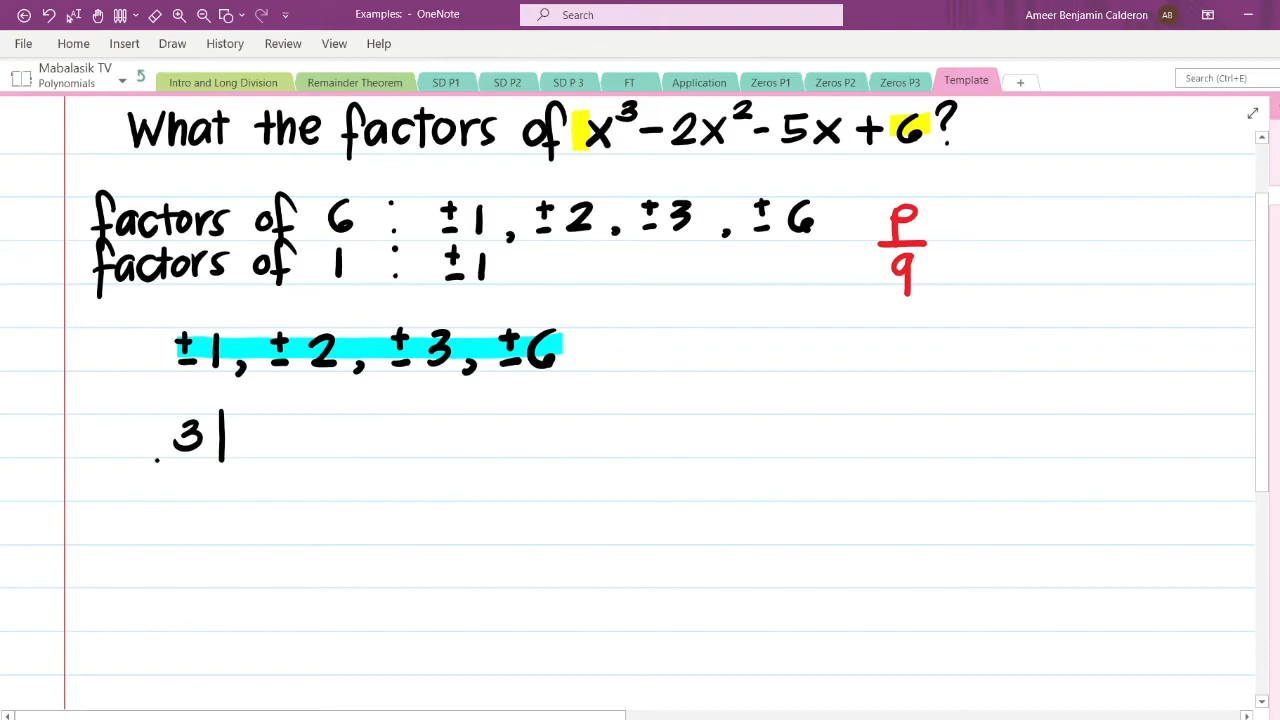 Examples: - OneNote
Search
Ameer Benjamin Calderon
AB
File Home Insert Draw History Review View Help
Mabalasik TV
Polynomials
Intro and Long Division
Remainder Theorem
SD P1
SD P2
SD P 3
FT
Application
Zeros P1
Zeros P2
Zeros P3
Template
+
Search (Ctrl+E)
What the factors of x³ - 2x² - 5x + 6?
factors of 6 : ±1, ±2, ±3, ±6
p/q
factors of 1 : ±1
±1, ±2, ±3, ±6
3|